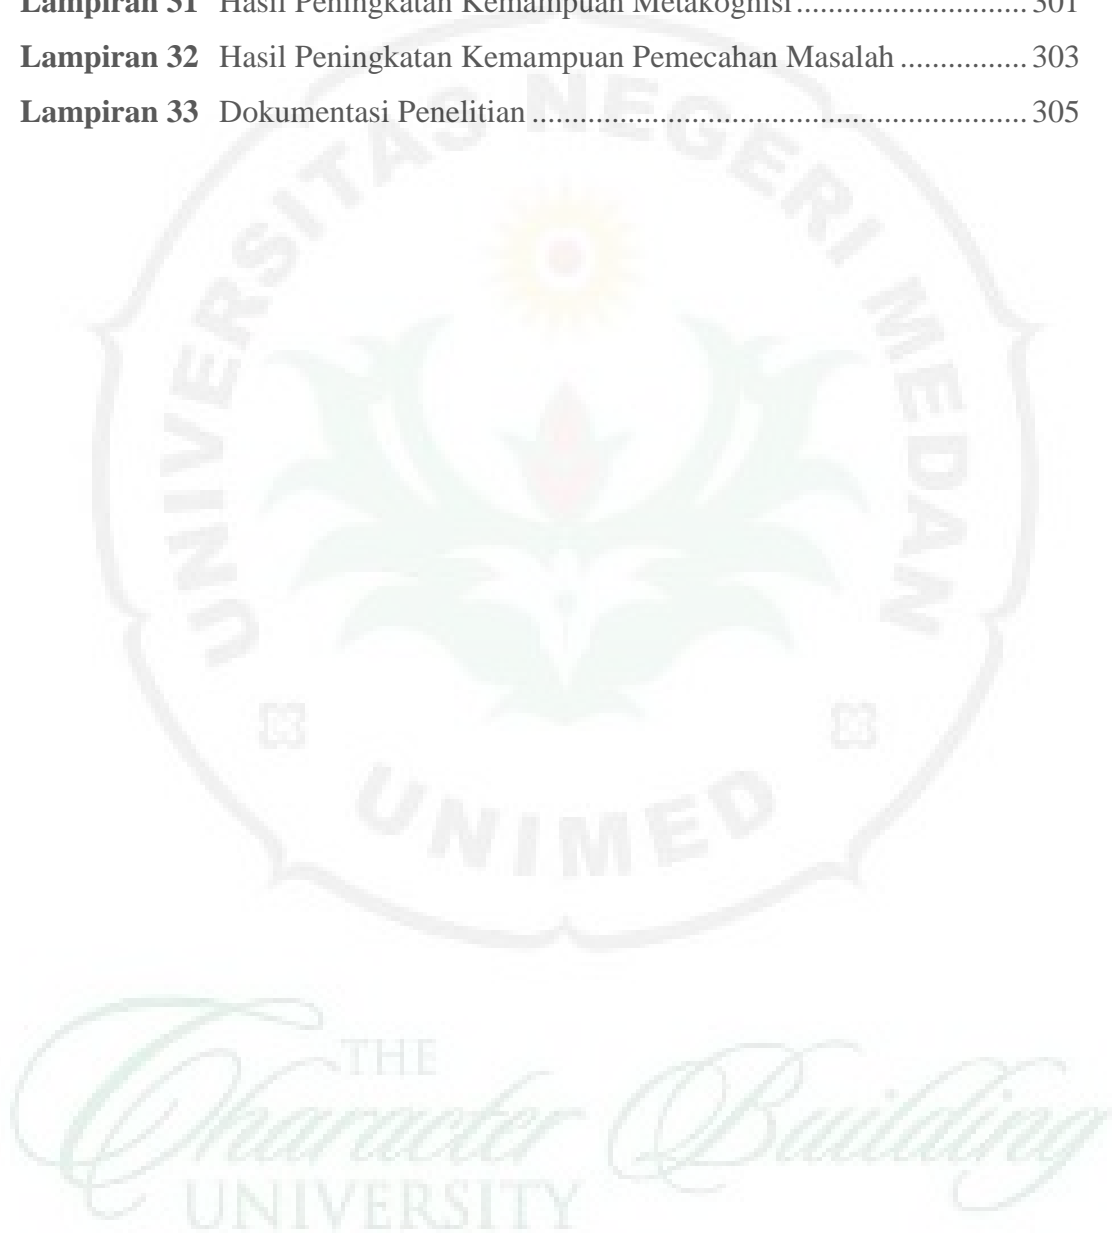 Lampiran 31 Hasil Peningkatan Kemampuan Metakognisi............................. 301
Lampiran 32 Hasil Peningkatan Kemampuan Pemecahan Masalah ................ 303
Lampiran 33 Dokumentasi Penelitian ............................................................... 305
UNIVERSITAS NEGERI MEDAN
UNIMED
THE
Character Building
UNIVERSITY